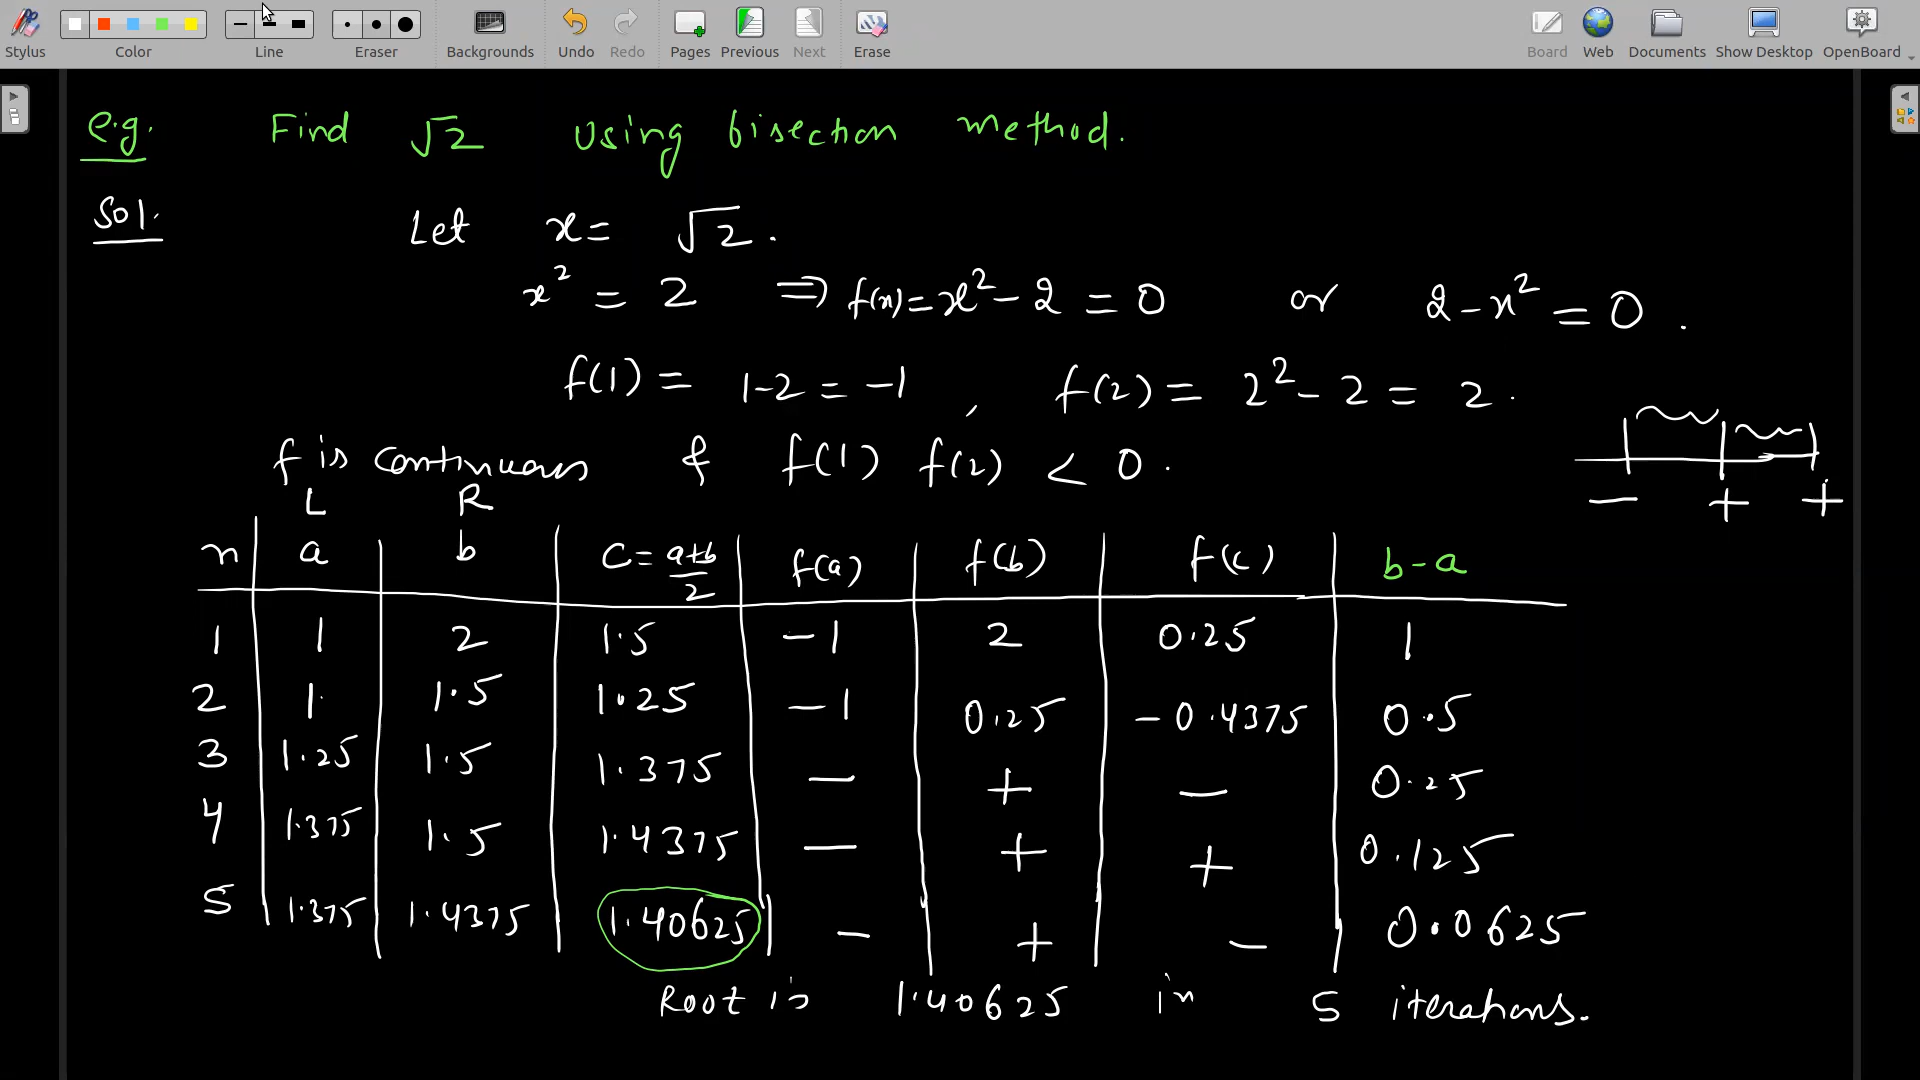 Stylus Color Line Eraser Backgrounds Undo Redo Pages Previous Next Erase Board Web Documents Show Desktop OpenBoard
e.g. Find √2 using bisection method.
Sol. Let x = √2.
x² = 2 ⇒ f(x) = x² - 2 = 0 or 2 - x² = 0.
f(1) = 1-2 = -1, f(2) = 2² - 2 = 2.
f is continuous & f(1) f(2) < 0.
- + +
L R
n a b C = a+b/2 f(a) f(b) f(c) b-a
1 1 2 1.5 -1 2 0.25 1
2 1. 1.5 1.25 -1 0.25 -0.4375 0.5
3 1.25 1.5 1.375 - + - 0.25
4 1.375 1.5 1.4375 - + + 0.125
5 1.375 1.4375 1.40625 - + - 0.0625
Root is 1.40625 in 5 iterations.